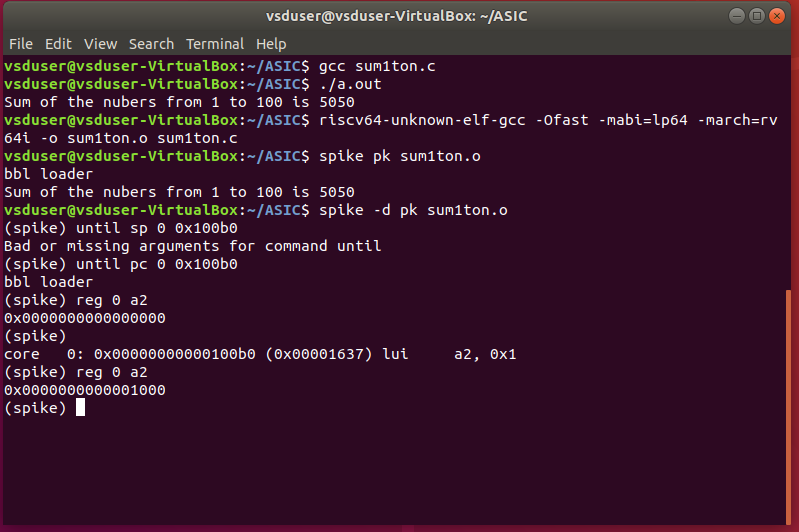 vsduser@vsduser-VirtualBox: ~/ASIC
File Edit View Search Terminal Help
vsduser@vsduser-VirtualBox:~/ASIC$ gcc sum1ton.c
vsduser@vsduser-VirtualBox:~/ASIC$ ./a.out
Sum of the nubers from 1 to 100 is 5050
vsduser@vsduser-VirtualBox:~/ASIC$ riscv64-unknown-elf-gcc -Ofast -mabi=lp64 -march=rv
64i -o sum1ton.o sum1ton.c
vsduser@vsduser-VirtualBox:~/ASIC$ spike pk sum1ton.o
bbl loader
Sum of the nubers from 1 to 100 is 5050
vsduser@vsduser-VirtualBox:~/ASIC$ spike -d pk sum1ton.o
(spike) until sp 0 0x100b0
Bad or missing arguments for command until
(spike) until pc 0 0x100b0
bbl loader
(spike) reg 0 a2
0x0000000000000000
(spike)
core   0: 0x00000000000100b0 (0x00001637) lui     a2, 0x1
(spike) reg 0 a2
0x0000000000001000
(spike)